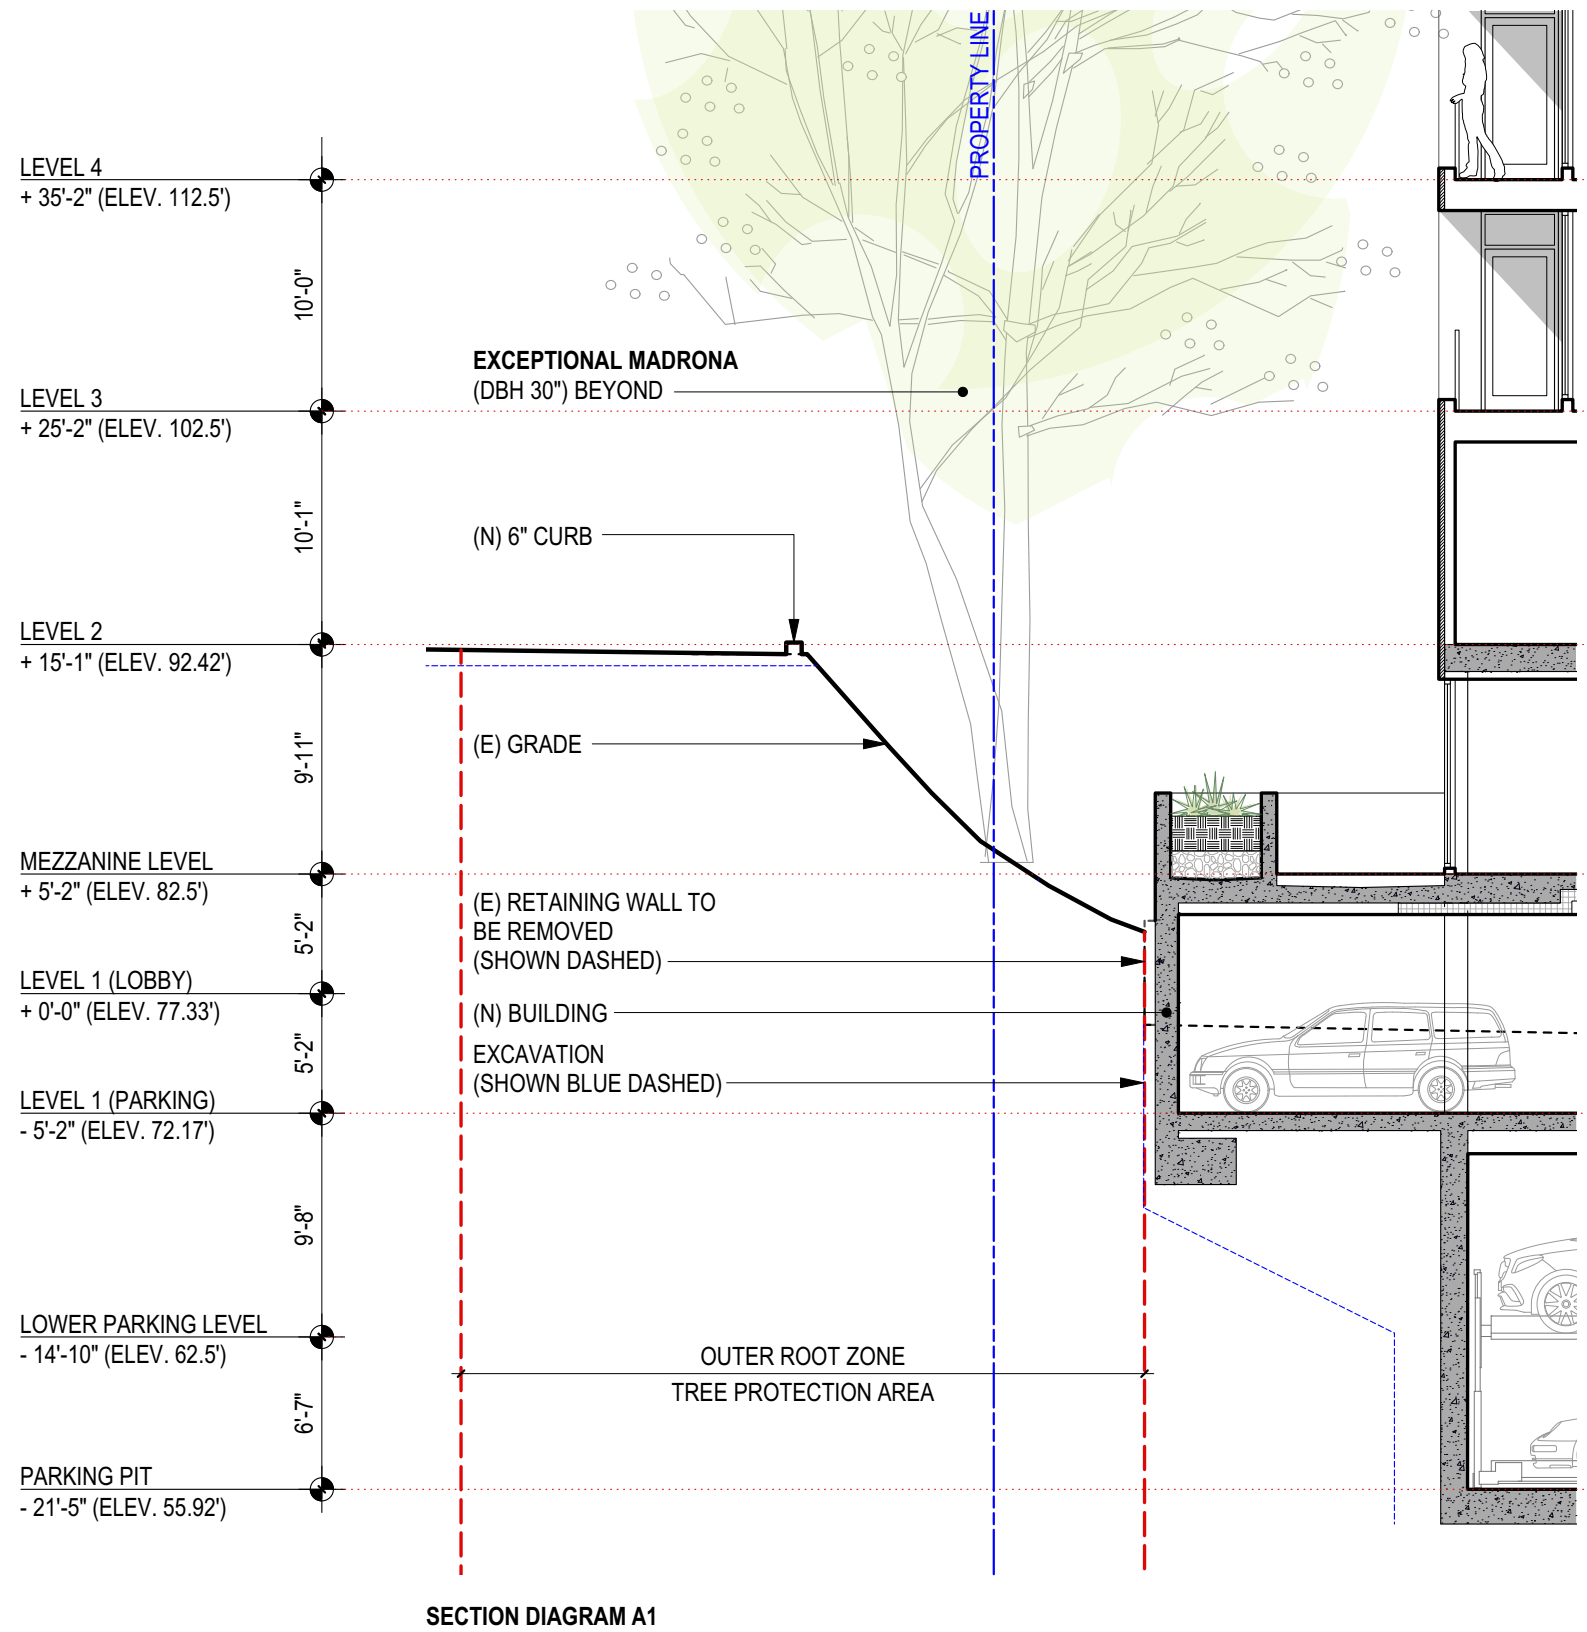 PROPERTY LINE
LEVEL 4
+ 35'-2" (ELEV. 112.5')
10'-0"
EXCEPTIONAL MADRONA
(DBH 30") BEYOND
LEVEL 3
+ 25'-2" (ELEV. 102.5')
10'-1"
(N) 6" CURB
LEVEL 2
+ 15'-1" (ELEV. 92.42')
9'-11"
(E) GRADE
MEZZANINE LEVEL
+ 5'-2" (ELEV. 82.5')
(E) RETAINING WALL TO
BE REMOVED
(SHOWN DASHED)
5'-2"
LEVEL 1 (LOBBY)
+ 0'-0" (ELEV. 77.33')
(N) BUILDING
5'-2"
EXCAVATION
(SHOWN BLUE DASHED)
LEVEL 1 (PARKING)
- 5'-2" (ELEV. 72.17')
9'-8"
LOWER PARKING LEVEL
- 14'-10" (ELEV. 62.5')
OUTER ROOT ZONE
TREE PROTECTION AREA
6'-7"
PARKING PIT
- 21'-5" (ELEV. 55.92')
SECTION DIAGRAM A1